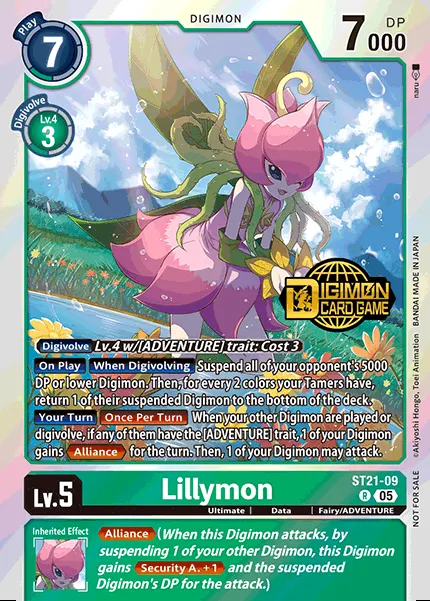 DIGIMON
Play
7
7000
DP
Digivolve
Lv.4
3
naru
DIGIMON
CARD GAME
Digivolve Lv.4 w/[ADVENTURE] trait: Cost 3
On Play When Digivolving Suspend all of your opponent's 5000
DP or lower Digimon. Then, for every 2 colors your Tamers have,
return 1 of their suspended Digimon to the bottom of the deck.
Your Turn Once Per Turn When your other Digimon are played or
digivolve, if any of them have the [ADVENTURE] trait, 1 of your Digimon
gains Alliance for the turn. Then, 1 of your Digimon may attack.
©Akiyoshi Hongo, Toei Animation BANDAI MADE IN JAPAN
NOT FOR SALE
Lv.5
Lillymon
ST21-09
R 05
Ultimate | Data | Fairy/ADVENTURE
Inherited Effect
Alliance (When this Digimon attacks, by
suspending 1 of your other Digimon, this Digimon
gains Security A. +1 and the suspended
Digimon's DP for the attack.)